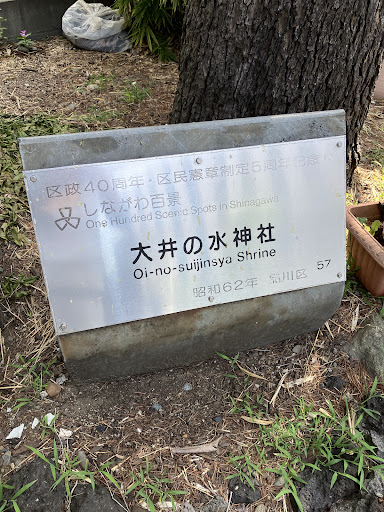 区政40周年・区民憲章制定5周年記念
しながわ百景
One Hundred Scenic Spots in Shinagawa
大井の水神社
Oi-no-suijinsya Shrine
昭和62年 品川区 57